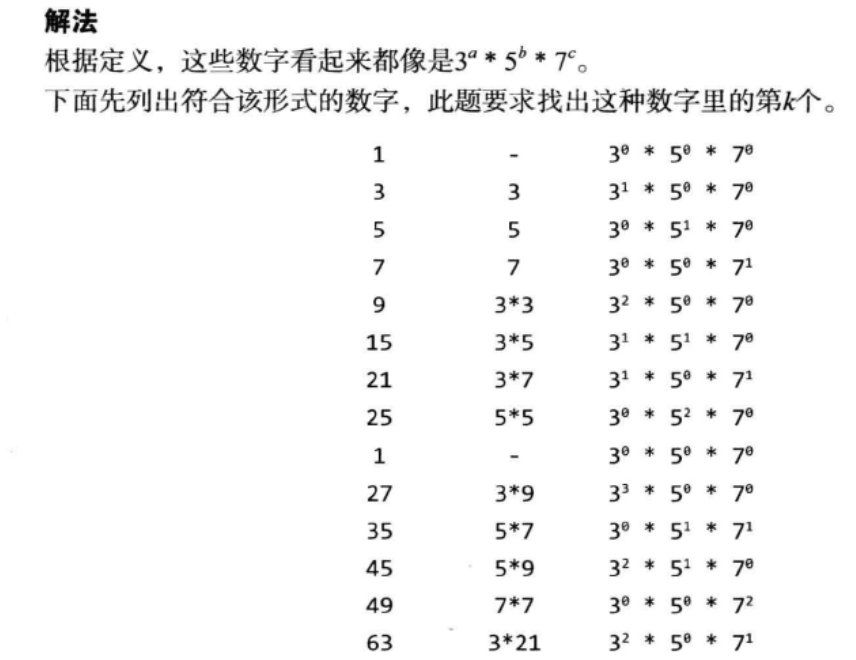 解法
根据定义，这些数字看起来都像是3ᵃ * 5ᵇ * 7ᶜ。
下面先列出符合该形式的数字，此题要求找出这种数字里的第k个。
1 - 3⁰ * 5⁰ * 7⁰
3 3 3¹ * 5⁰ * 7⁰
5 5 3⁰ * 5¹ * 7⁰
7 7 3⁰ * 5⁰ * 7¹
9 3*3 3² * 5⁰ * 7⁰
15 3*5 3¹ * 5¹ * 7⁰
21 3*7 3¹ * 5⁰ * 7¹
25 5*5 3⁰ * 5² * 7⁰
1 - 3⁰ * 5⁰ * 7⁰
27 3*9 3³ * 5⁰ * 7⁰
35 5*7 3⁰ * 5¹ * 7¹
45 5*9 3² * 5¹ * 7⁰
49 7*7 3⁰ * 5⁰ * 7²
63 3*21 3² * 5⁰ * 7¹